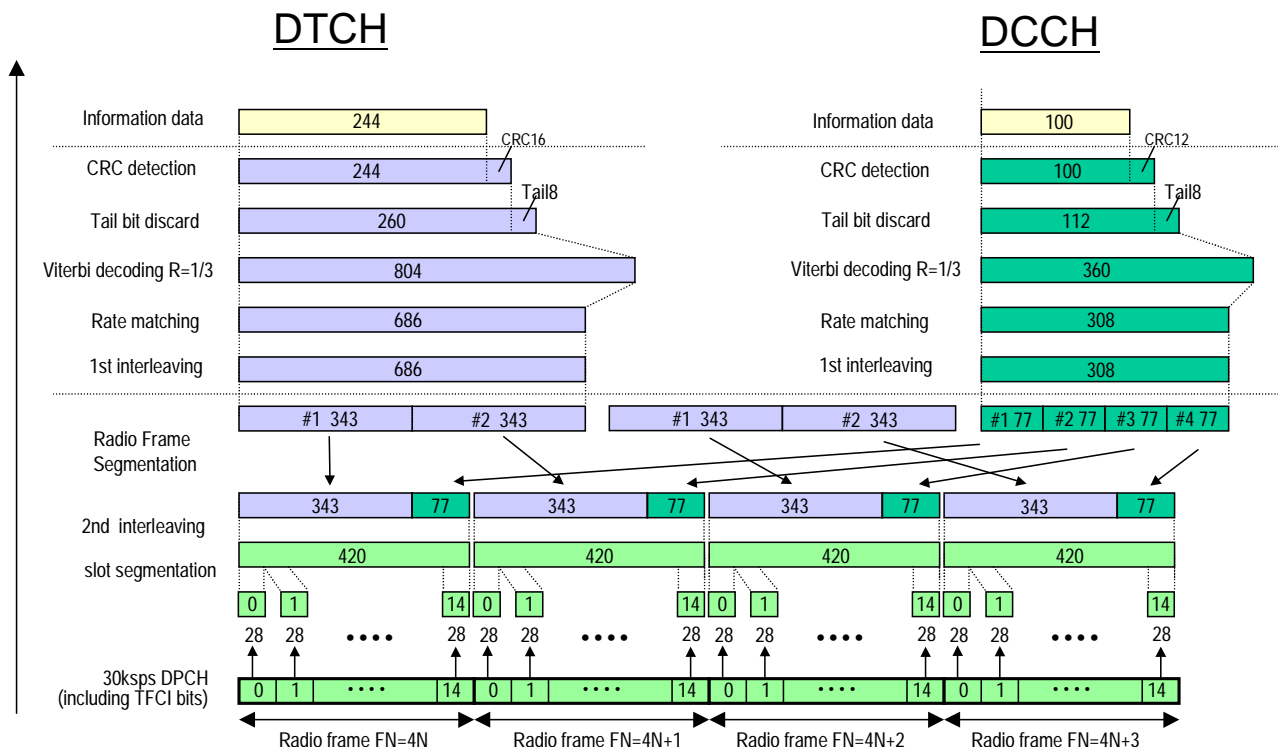 DTCH DCCH
Information data 244 Information data 100
CRC16 CRC12
CRC detection 244 CRC detection 100
Tail8 Tail8
Tail bit discard 260 Tail bit discard 112
Viterbi decoding R=1/3 804 Viterbi decoding R=1/3 360
Rate matching 686 Rate matching 308
1st interleaving 686 1st interleaving 308
#1 343 #2 343 #1 343 #2 343 #1 77 #2 77 #3 77 #4 77
Radio Frame
Segmentation
343 77 343 77 343 77 343 77
2nd interleaving
420 420 420 420
slot segmentation
0 1 14 0 1 14 0 1 14 0 1 14
28 28 •••• 28 28 28 •••• 28 28 28 •••• 28 28 28 •••• 28
30ksps DPCH
(including TFCI bits)
0 1 •••• 14 0 1 •••• 14 0 1 •••• 14 0 1 •••• 14
Radio frame FN=4N Radio frame FN=4N+1 Radio frame FN=4N+2 Radio frame FN=4N+3